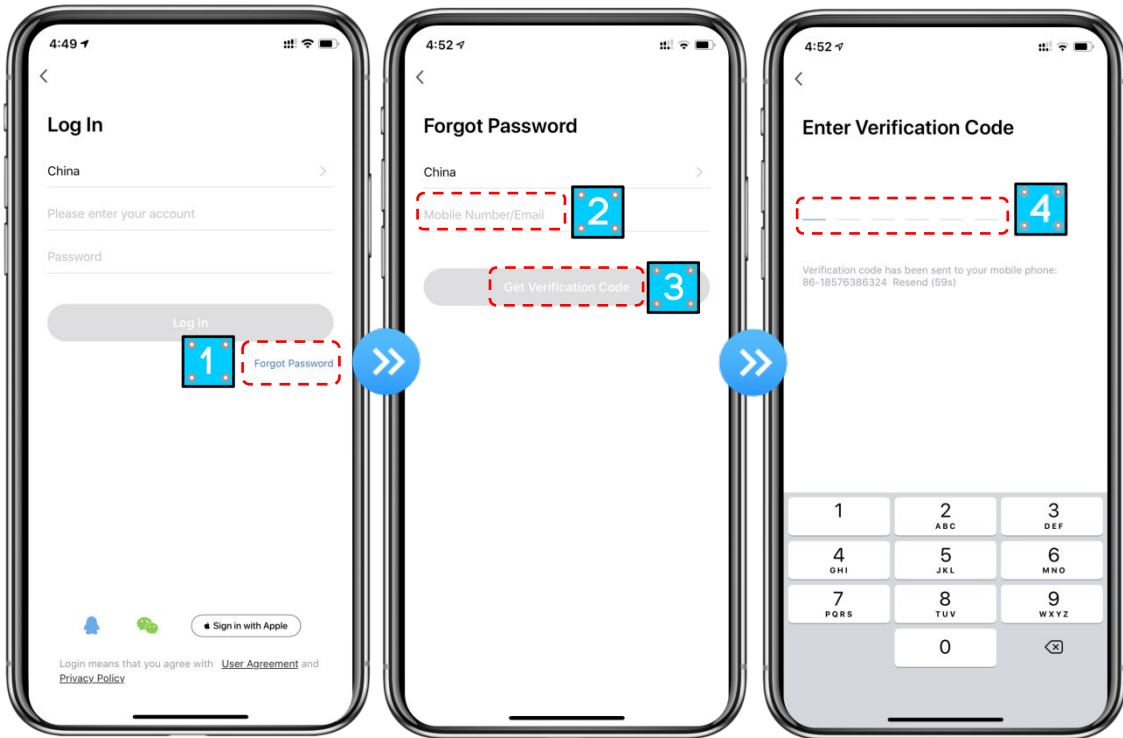 4:49
Log In
China
Please enter your account
Password
Log In
1
Forgot Password
Sign in with Apple
Login means that you agree with User Agreement and
Privacy Policy
4:52
Forgot Password
China
Mobile Number/Email
2
Get Verification Code
3
4:52
Enter Verification Code
4
Verification code has been sent to your mobile phone:
86-18576386324 Resend (59s)
1 2 3
ABC DEF
4 5 6
GHI JKL MNO
7 8 9
PQRS TUV WXYZ
0